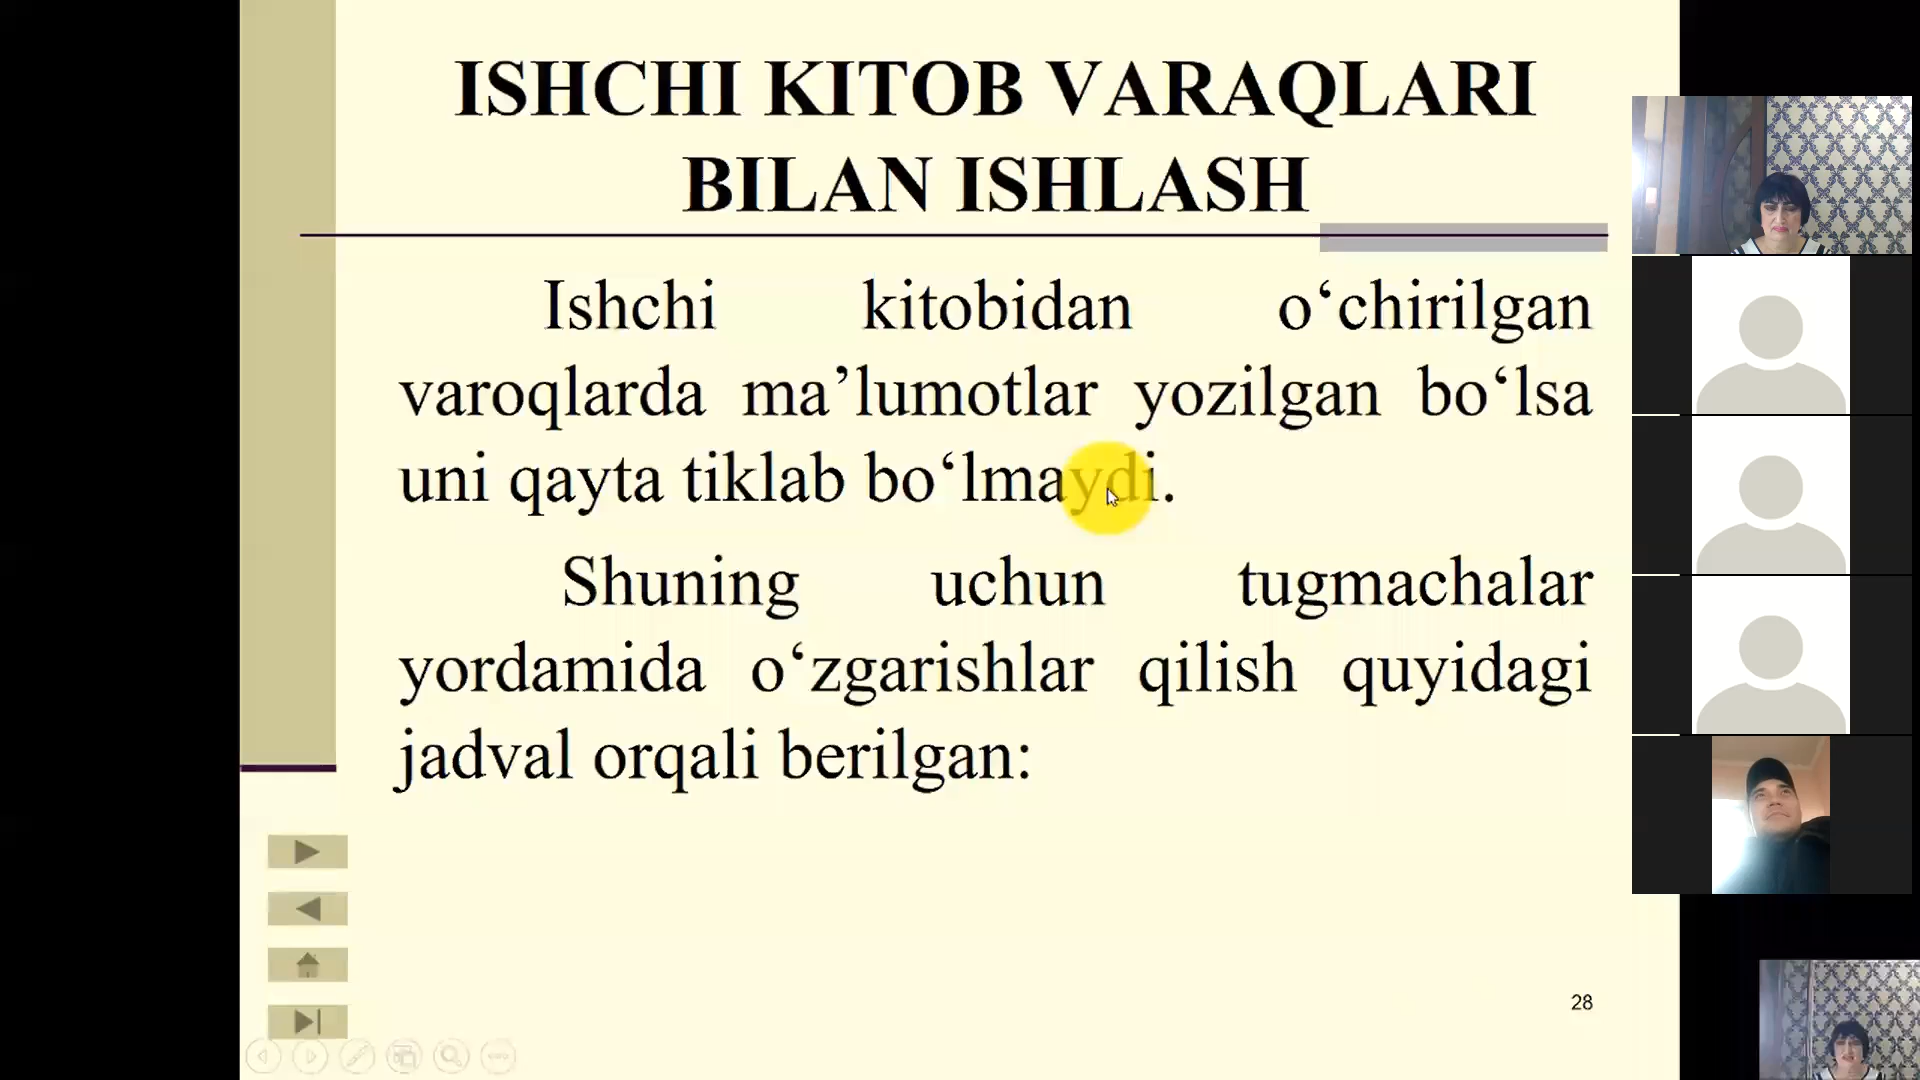 ISHCHI KITOB VARAQLARI
BILAN ISHLASH
Ishchi kitobidan o‘chirilgan
varoqlarda ma’lumotlar yozilgan bo‘lsa
uni qayta tiklab bo‘lmaydi.
Shuning uchun tugmachalar
yordamida o‘zgarishlar qilish quyidagi
jadval orqali berilgan:
28